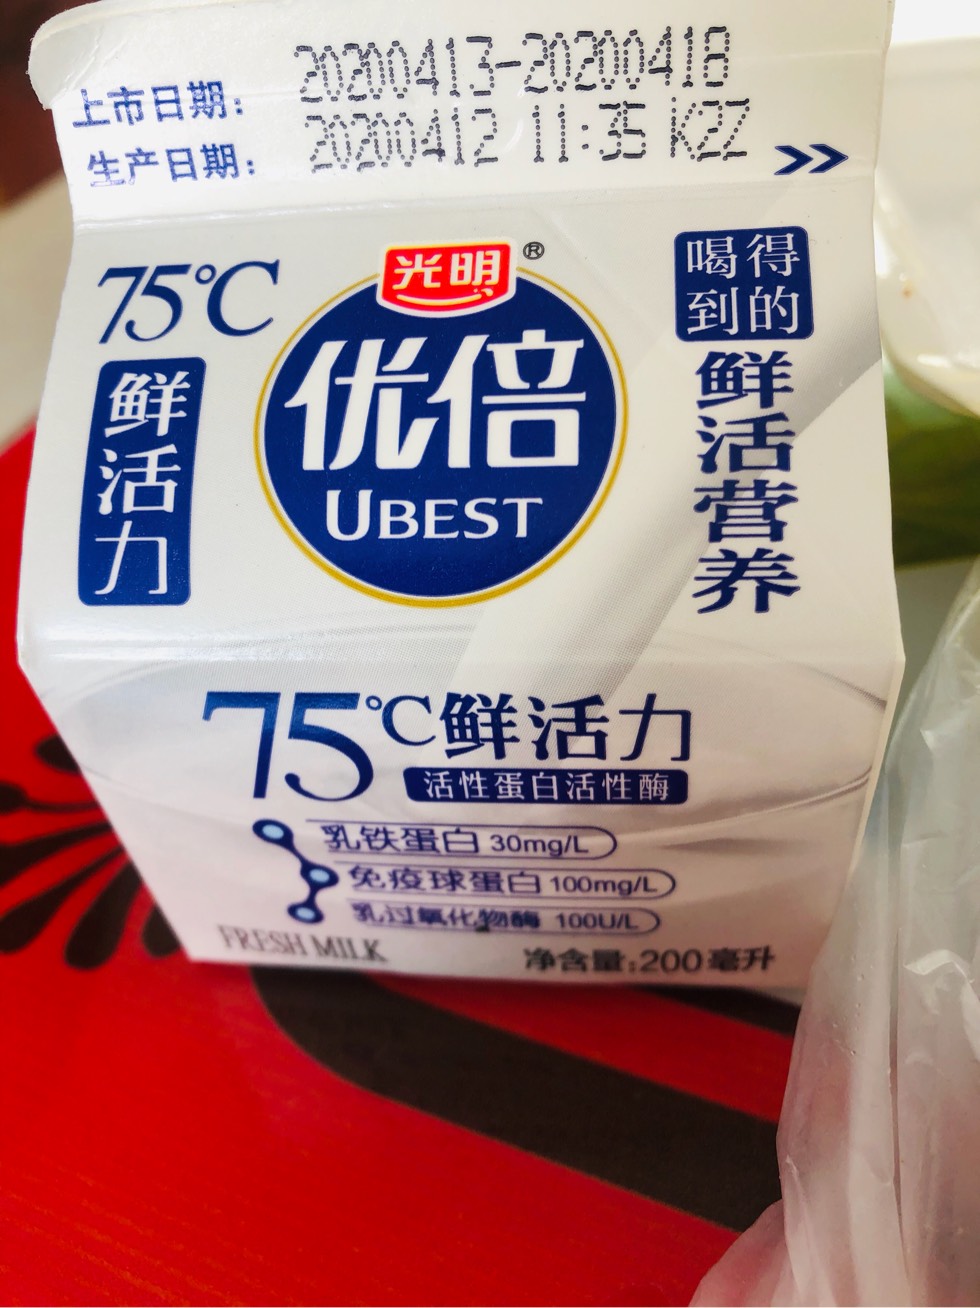 上市日期: 20200413-20200418
生产日期: 20200412 11:35 K2Z
75℃
鲜活力
光明®
优倍
UBEST
喝得到的
鲜活营养
75℃鲜活力
活性蛋白活性酶
乳铁蛋白 30mg/L
免疫球蛋白 100mg/L
乳过氧化物酶 100U/L
FRESH MILK
净含量:200毫升